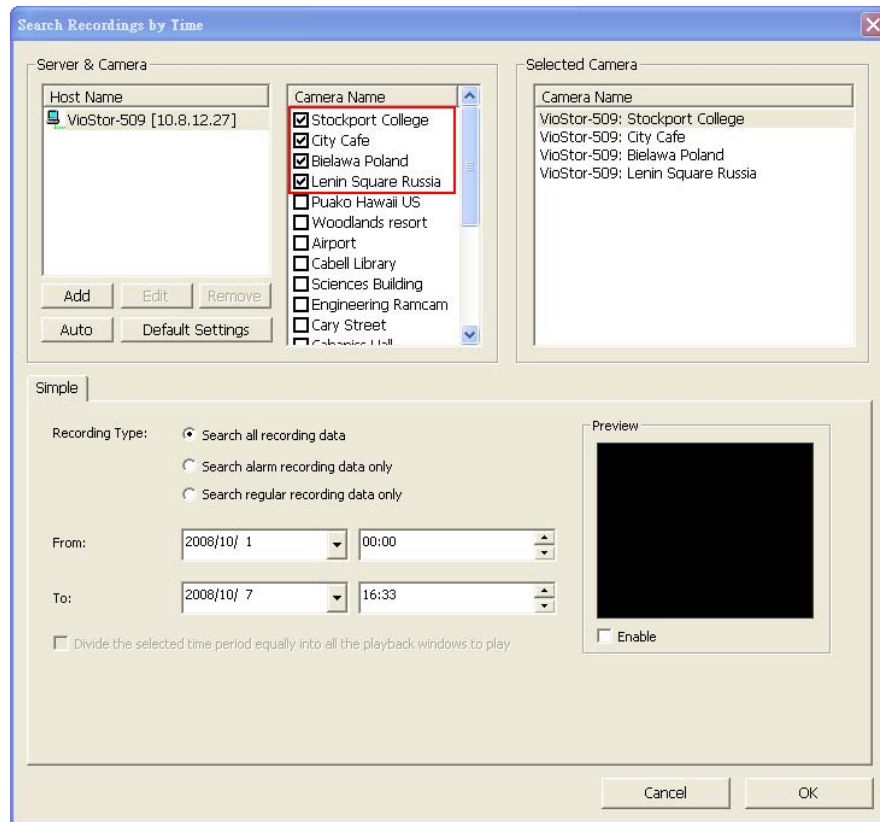 Search Recordings by Time
Server & Camera
Host Name
VioStor-509 [10.8.12.27]
Add
Edit
Remove
Auto
Default Settings
Camera Name
Stockport College
City Cafe
Bielawa Poland
Lenin Square Russia
Puako Hawaii US
Woodlands resort
Airport
Cabell Library
Sciences Building
Engineering Ramcam
Cary Street
Selected Camera
Camera Name
VioStor-509: Stockport College
VioStor-509: City Cafe
VioStor-509: Bielawa Poland
VioStor-509: Lenin Square Russia
Simple
Recording Type:
Search all recording data
Search alarm recording data only
Search regular recording data only
From:
2008/10/ 1
00:00
To:
2008/10/ 7
16:33
Divide the selected time period equally into all the playback windows to play
Preview
Enable
Cancel
OK